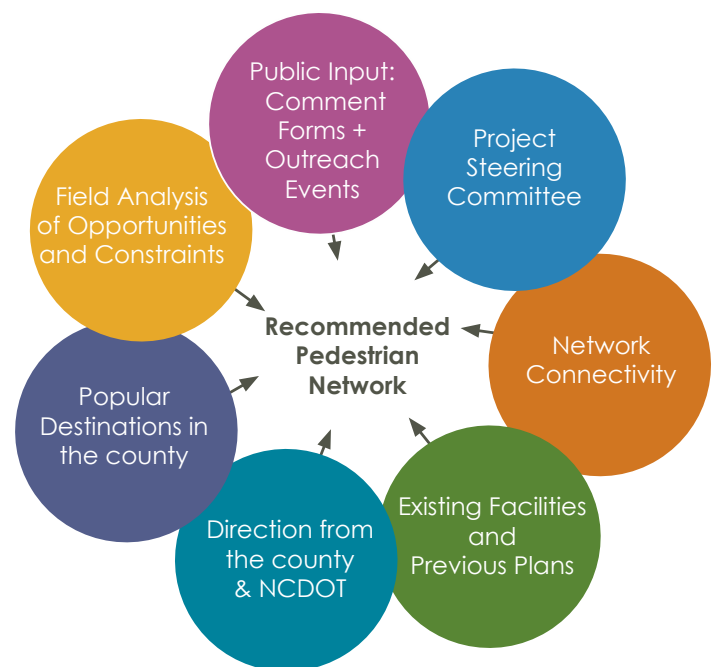 Public Input:
Comment
Forms +
Outreach
Events
Project
Steering
Committee
Network
Connectivity
Existing Facilities
and
Previous Plans
Direction from
the county
& NCDOT
Popular
Destinations in
the county
Field Analysis
of Opportunities
and Constraints
Recommended
Pedestrian
Network